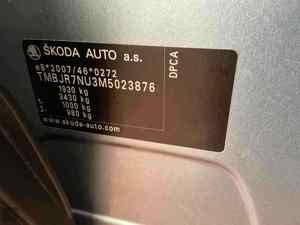 ŠKODA AUTO a.s.
e8*2007/46*0272
TMBJR7NU3M5023876
1930 kg
3430 kg
1000 kg
980 kg
www.skoda-auto.com
DPCA